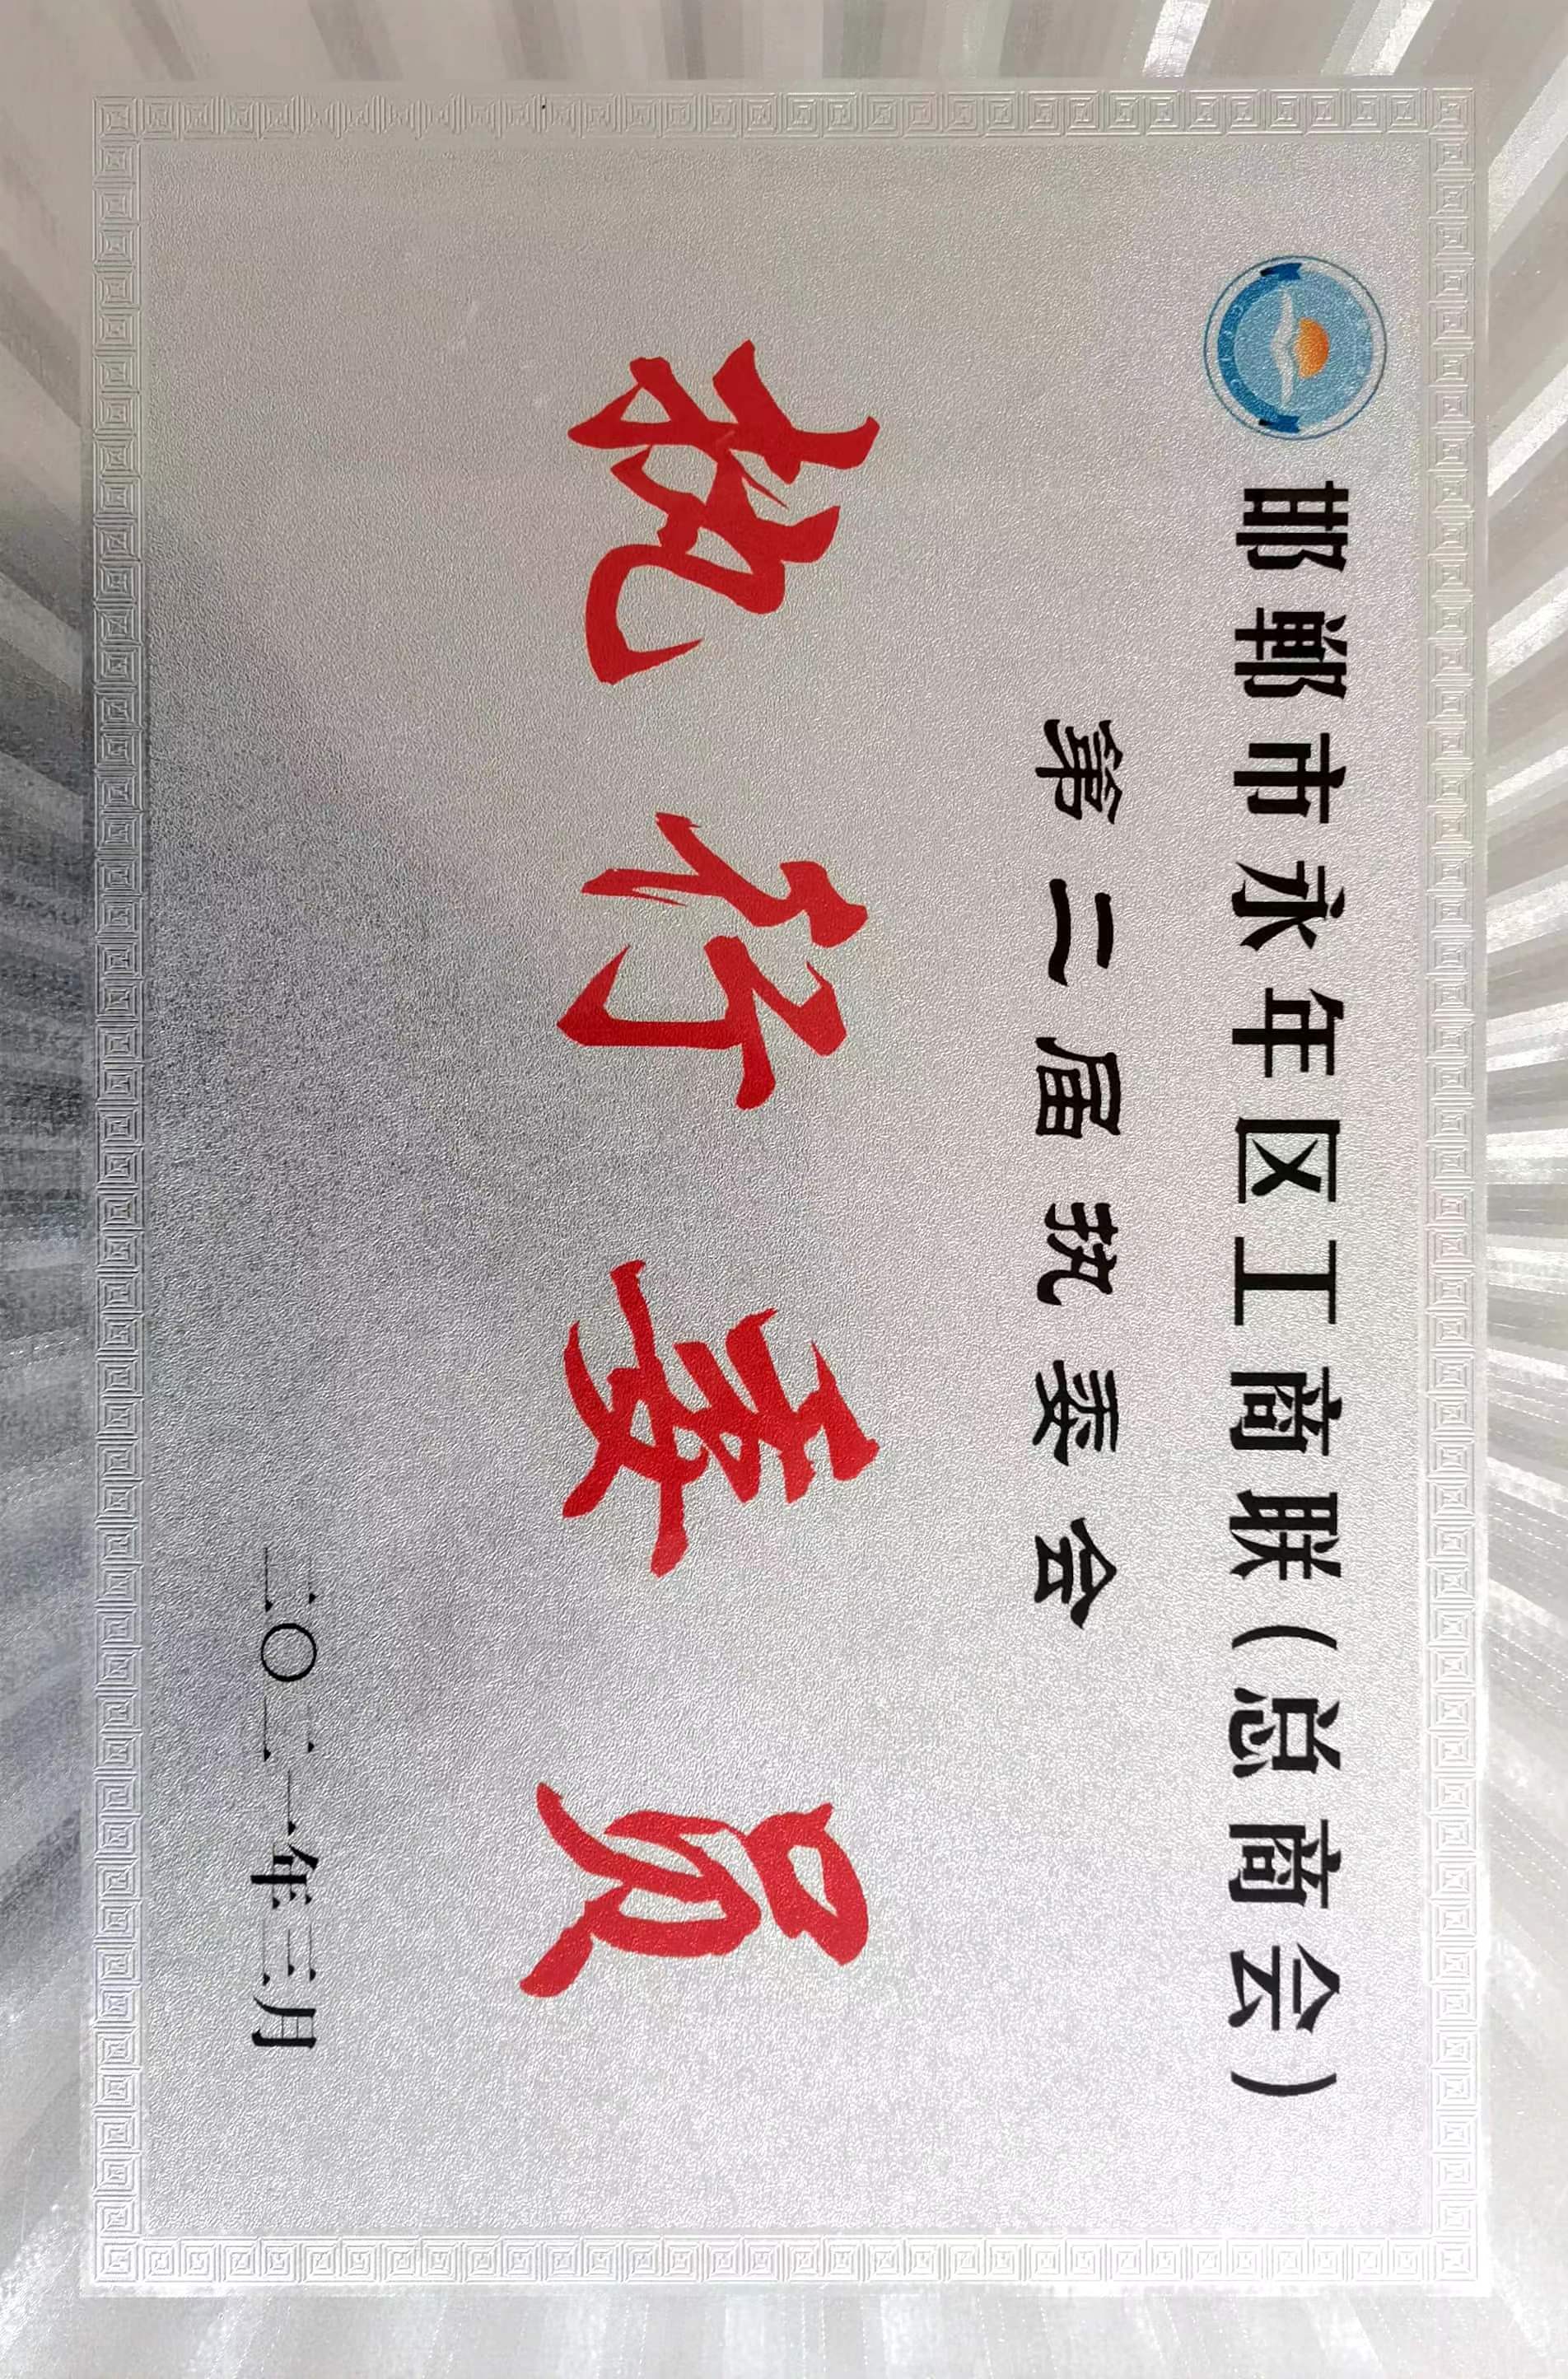 邯郸市永年区工商联(总商会)
第二届执委会
执行委员
二〇二一年三月